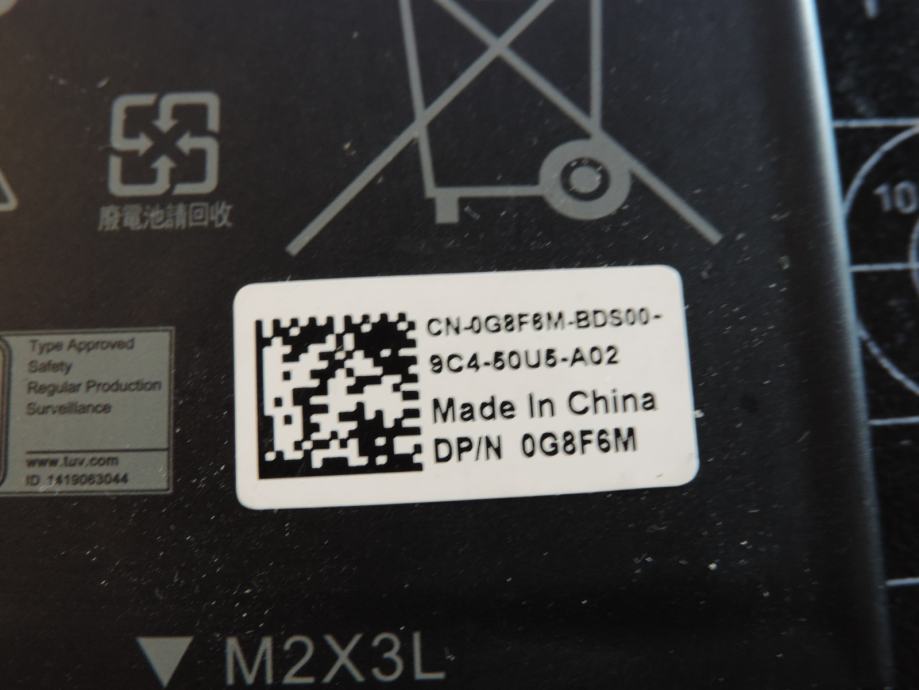 廢電池請回收
10
Type Approved
Safety
Regular Production
Surveillance
www.tuv.com
ID 1419063044
CN-0G8F6M-BDS00-
9C4-50U5-A02
Made In China
DP/N 0G8F6M
M2X3L